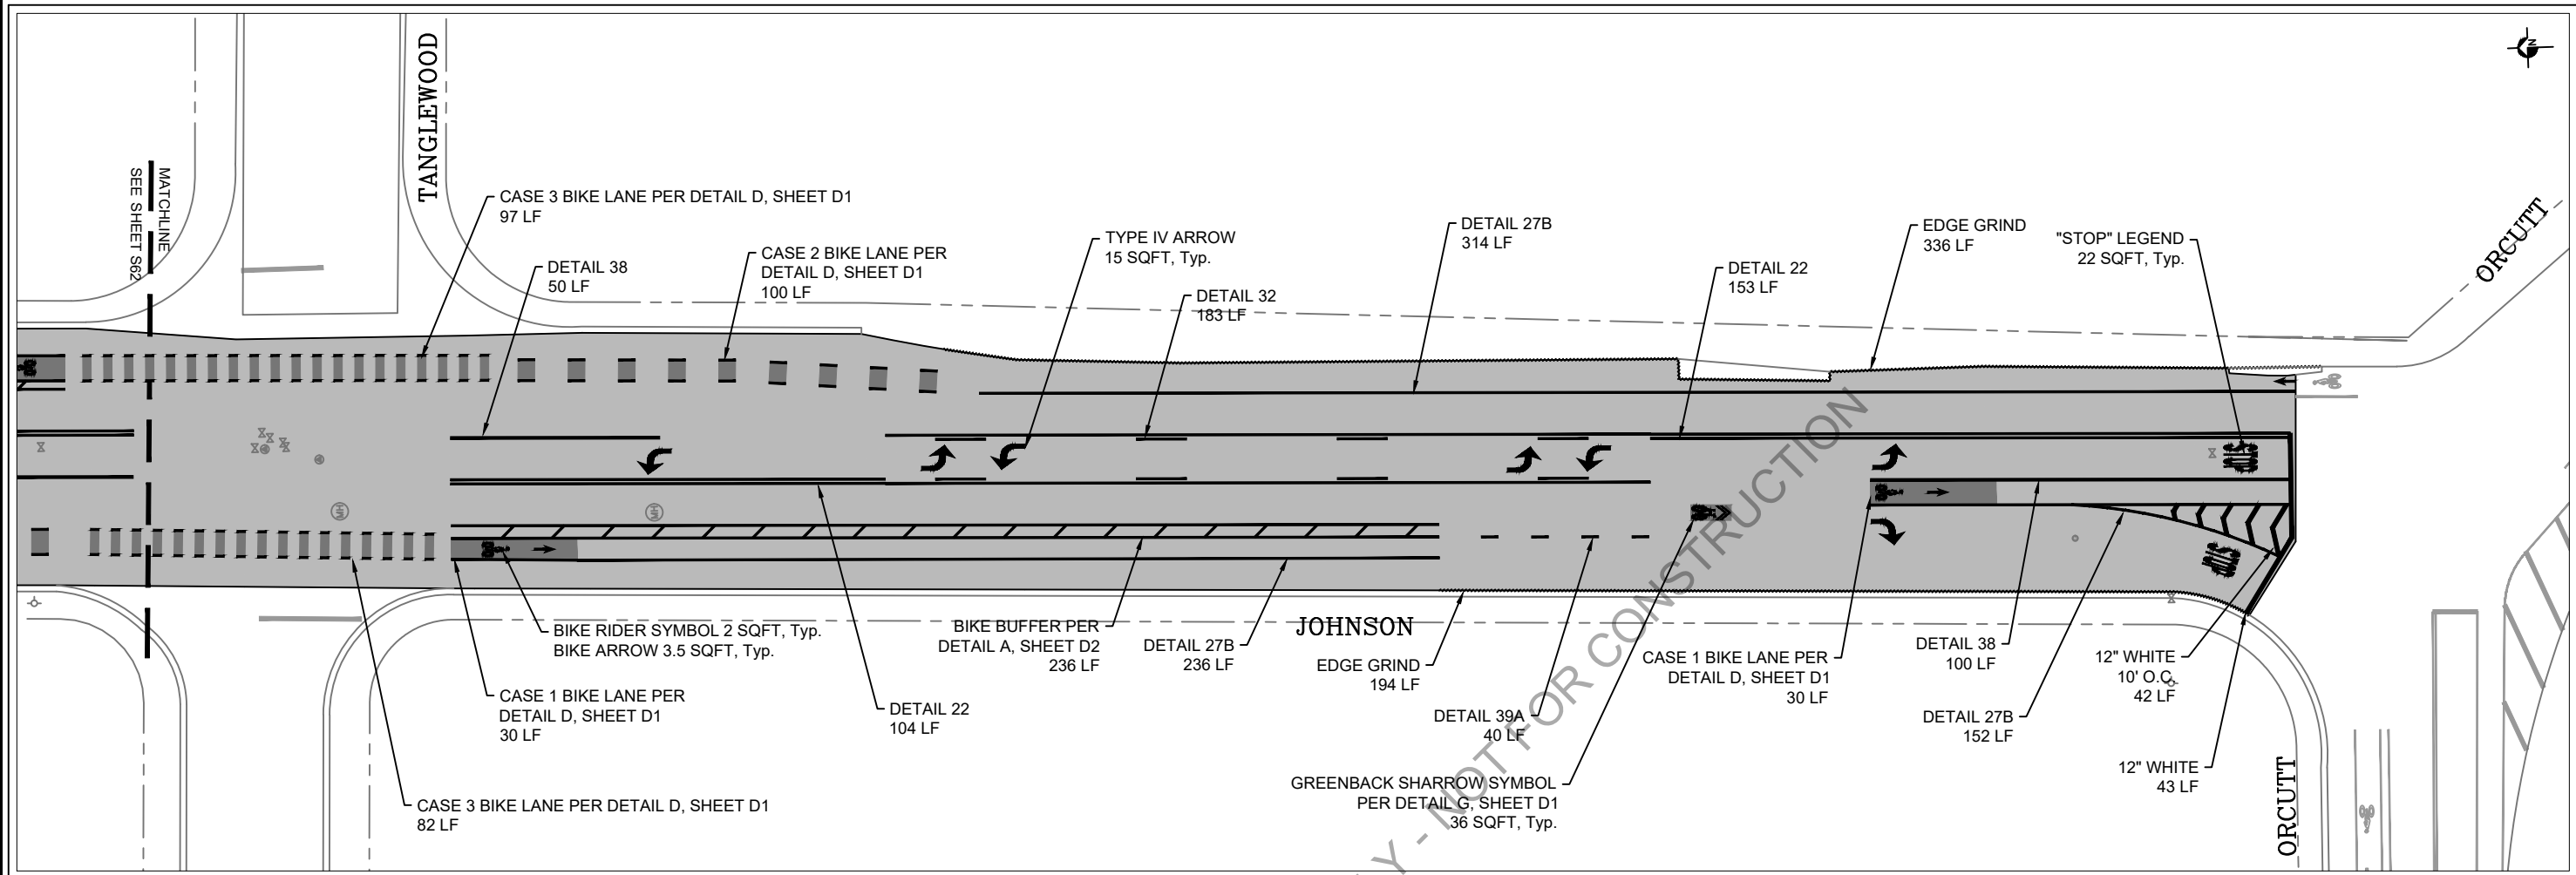 N
TANGLEWOOD
MATCHLINE
SEE SHEET S62
CASE 3 BIKE LANE PER DETAIL D, SHEET D1
97 LF
DETAIL 38
50 LF
CASE 2 BIKE LANE PER
DETAIL D, SHEET D1
100 LF
TYPE IV ARROW
15 SQFT, Typ.
DETAIL 32
183 LF
DETAIL 27B
314 LF
DETAIL 22
153 LF
EDGE GRIND
336 LF
"STOP" LEGEND
22 SQFT, Typ.
ORCUTT
STOP
STOP
BIKE RIDER SYMBOL 2 SQFT, Typ.
BIKE ARROW 3.5 SQFT, Typ.
CASE 1 BIKE LANE PER
DETAIL D, SHEET D1
30 LF
CASE 3 BIKE LANE PER DETAIL D, SHEET D1
82 LF
DETAIL 22
104 LF
BIKE BUFFER PER
DETAIL A, SHEET D2
236 LF
DETAIL 27B
236 LF
JOHNSON
EDGE GRIND
194 LF
DETAIL 39A
40 LF
GREENBACK SHARROW SYMBOL
PER DETAIL G, SHEET D1
36 SQFT, Typ.
CASE 1 BIKE LANE PER
DETAIL D, SHEET D1
30 LF
DETAIL 38
100 LF
DETAIL 27B
152 LF
12" WHITE
10' O.C.
42 LF
12" WHITE
43 LF
ORCUTT
Y - NOT FOR CONSTRUCTION